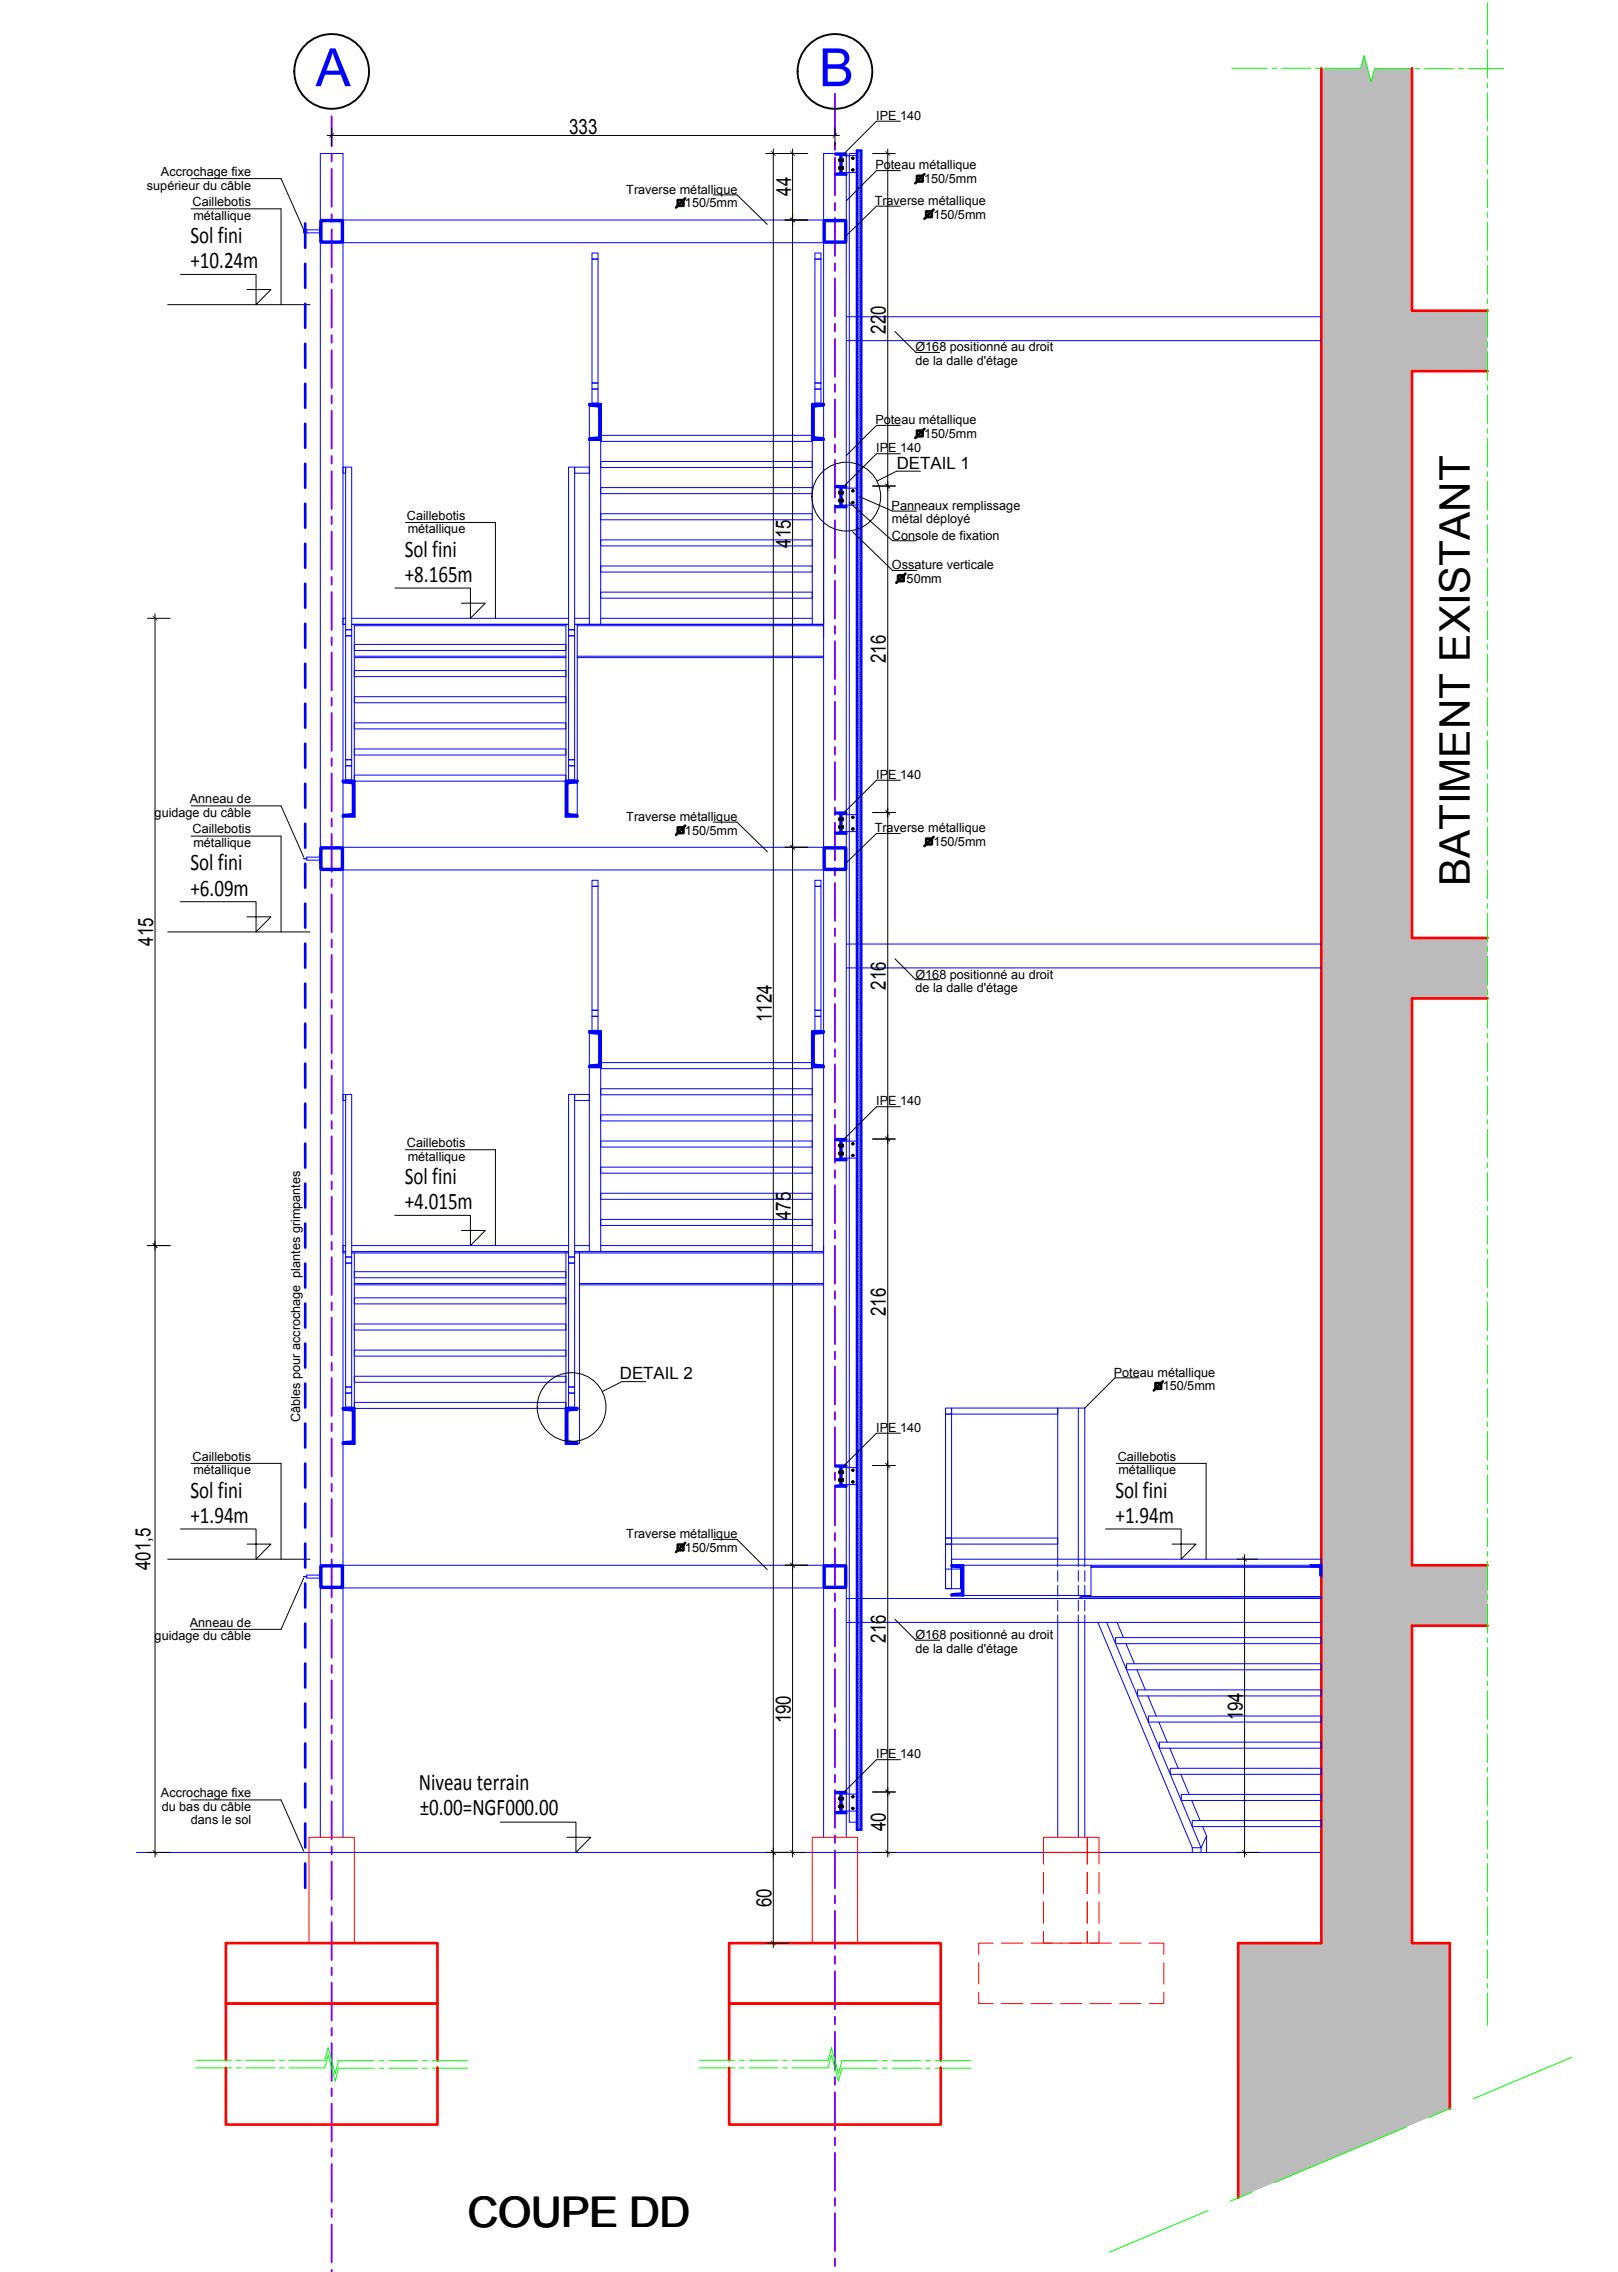 A
B
333
IPE 140
Accrochage fixe
supérieur du câble
Caillebotis
métallique
Sol fini
+10.24m
Traverse métallique
150/5mm
44
Poteau métallique
150/5mm
Traverse métallique
150/5mm
220
Ø168 positionné au droit
de la dalle d'étage
Poteau métallique
150/5mm
IPE 140
DETAIL 1
Panneaux remplissage
métal déployé
Console de fixation
Ossature verticale
50mm
Caillebotis
métallique
Sol fini
+8.165m
415
216
BATIMENT EXISTANT
Anneau de
guidage du câble
Caillebotis
métallique
Sol fini
+6.09m
Traverse métallique
150/5mm
IPE 140
Traverse métallique
150/5mm
415
1124
216
Ø168 positionné au droit
de la dalle d'étage
IPE 140
Caillebotis
métallique
Sol fini
+4.015m
475
216
Câbles pour accrochage plantes grimpantes
DETAIL 2
Poteau métallique
150/5mm
IPE 140
Caillebotis
métallique
Sol fini
+1.94m
401,5
Traverse métallique
150/5mm
Caillebotis
métallique
Sol fini
+1.94m
Anneau de
guidage du câble
216
Ø168 positionné au droit
de la dalle d'étage
190
194
IPE 140
Accrochage fixe
du bas du câble
dans le sol
Niveau terrain
±0.00=NGF000.00
40
60
COUPE DD